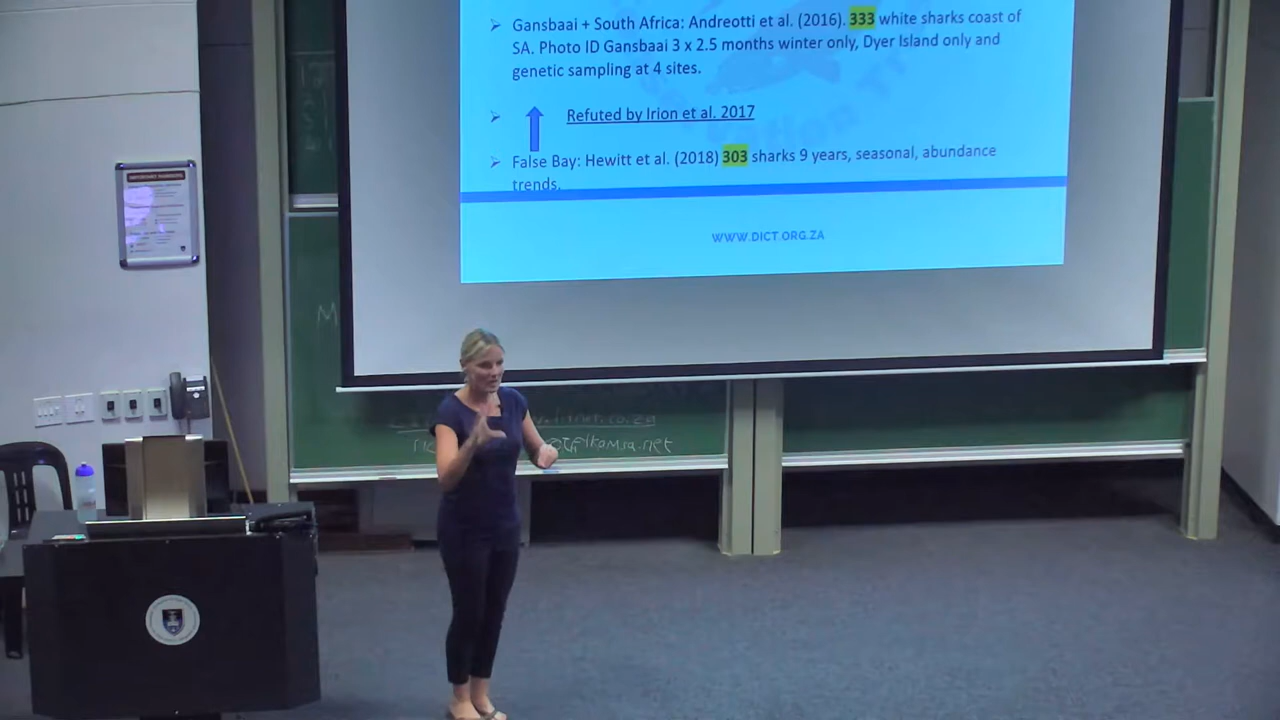 ➢ Gansbaai + South Africa: Andreotti et al. (2016). 333 white sharks coast of
SA. Photo ID Gansbaai 3 x 2.5 months winter only, Dyer Island only and
genetic sampling at 4 sites.
➢ Refuted by Irion et al. 2017
➢ False Bay: Hewitt et al. (2018) 303 sharks 9 years, seasonal, abundance
trends.
WWW.DICT.ORG.ZA
M
@telkomsa.net